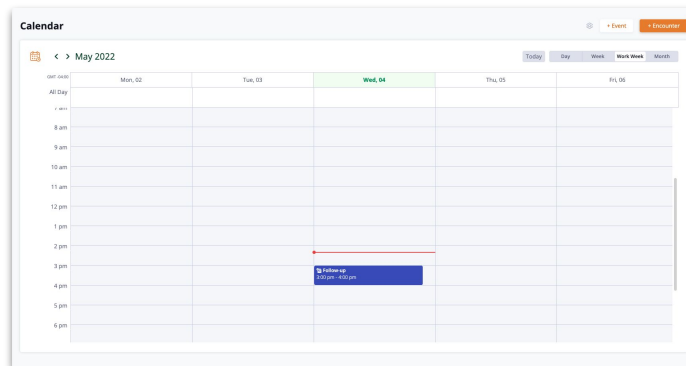 Calendar
+ Event
+ Encounter
May 2022
Today
Day
Week
Work Week
Month
GMT -04:00
Mon, 02
Tue, 03
Wed, 04
Thu, 05
Fri, 06
All Day
7 am
8 am
9 am
10 am
11 am
12 pm
1 pm
2 pm
3 pm
Follow-up
3:00 pm - 4:00 pm
4 pm
5 pm
6 pm